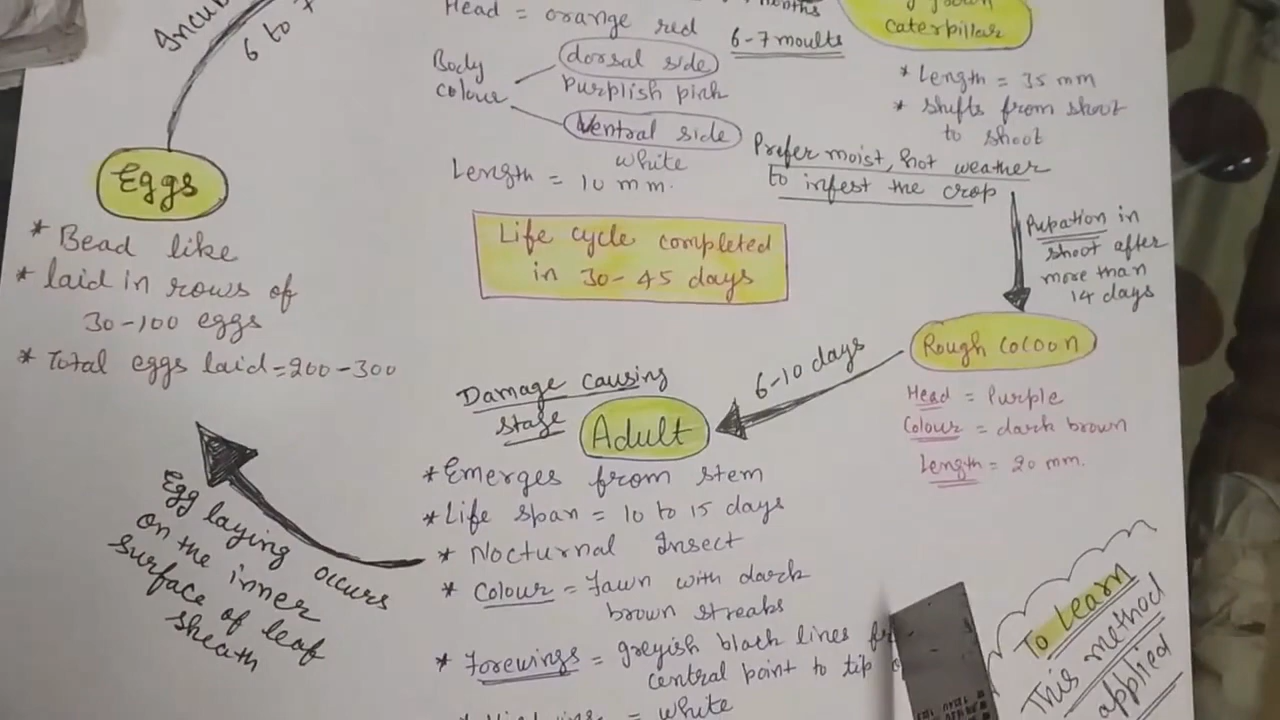 6 to
Head = orange red
months
6-7 moults
caterpillar
Body colour
dorsal side
Purplish pink
Ventral side
white
Length = 10 mm.
* Length = 35 mm
* shifts from shoot
to shoot
Prefer moist, hot weather
to infest the crop
Pupation in
shoot after
more than
14 days
Eggs
* Bead like
* laid in rows of
30-100 eggs
* Total eggs laid = 200-300
Life cycle completed
in 30-45 days
Rough cocoon
Head = Purple
Colour = dark brown
Length = 20 mm.
6-10 days
Damage causing
stage
Adult
* Emerges from stem
* Life span = 10 to 15 days
* Nocturnal Insect
* Colour = Fawn with dark
brown streaks
* Forewings = greyish black lines
central point to tip
= white
Egg laying occurs
on the inner
surface of leaf
sheath
To Learn
This method
applied